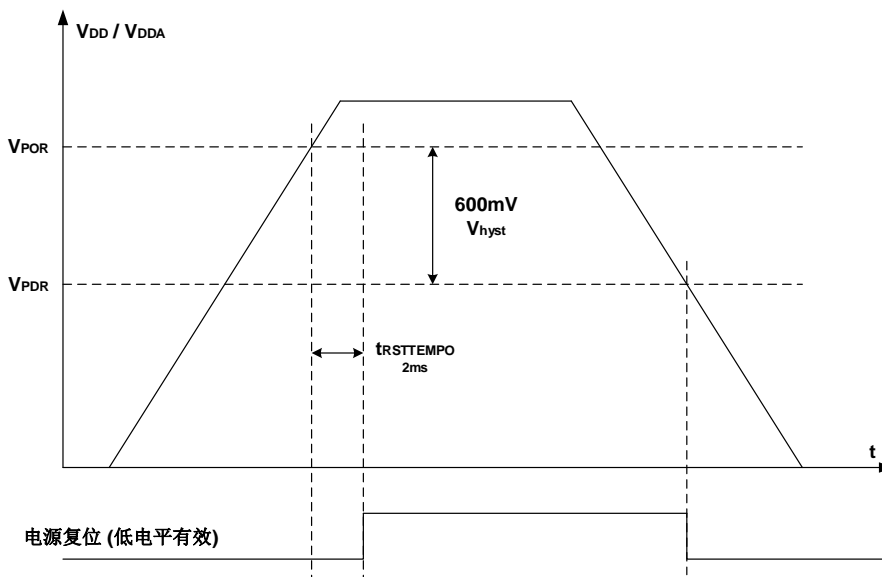 VDD / VDDA
VPOR
600mV
Vhyst
VPDR
tRSTTEMPO
2ms
t
电源复位 (低电平有效)